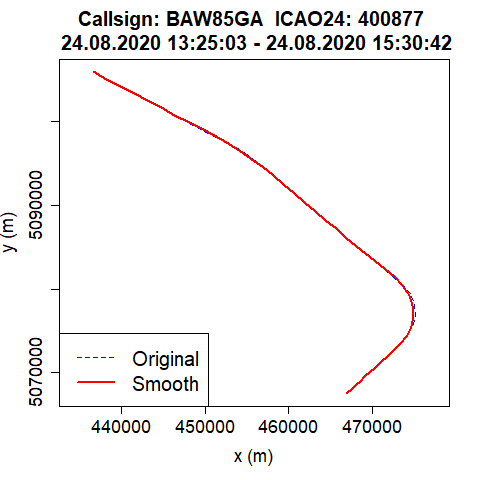 Callsign: BAW85GA ICAO24: 400877
24.08.2020 13:25:03 - 24.08.2020 15:30:42
y (m)
5090000
5070000
Original
Smooth
440000 450000 460000 470000
x (m)